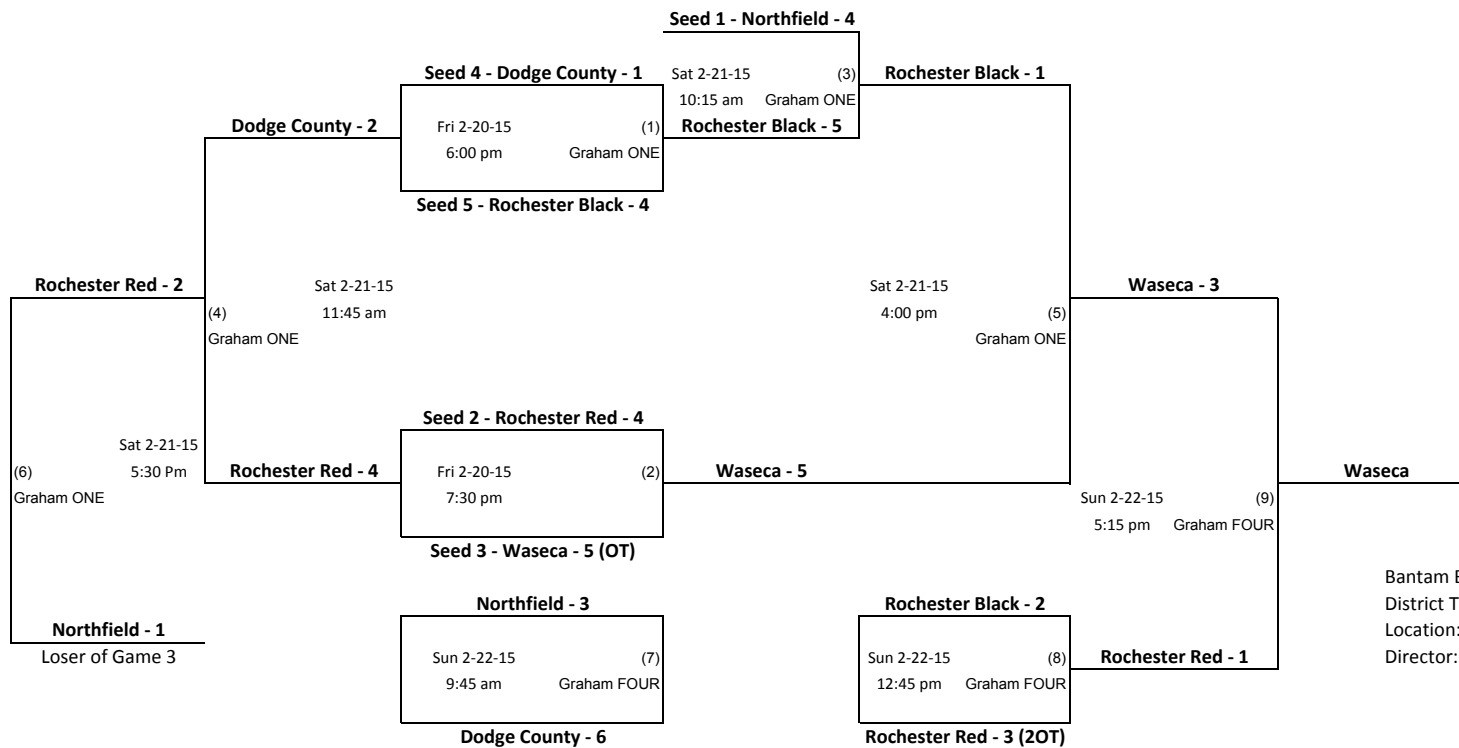 Seed 1 - Northfield - 4
Seed 4 - Dodge County - 1
Sat 2-21-15 (3)
Rochester Black - 1
10:15 am Graham ONE
Dodge County - 2
Fri 2-20-15 (1)
Rochester Black - 5
6:00 pm Graham ONE
Seed 5 - Rochester Black - 4
Rochester Red - 2
Sat 2-21-15
(4) 11:45 am
Graham ONE
Sat 2-21-15
4:00 pm (5)
Graham ONE
Waseca - 3
Seed 2 - Rochester Red - 4
Sat 2-21-15
(6) 5:30 Pm
Graham ONE
Rochester Red - 4
Fri 2-20-15 (2)
7:30 pm
Waseca - 5
Waseca
Sun 2-22-15 (9)
5:15 pm Graham FOUR
Seed 3 - Waseca - 5 (OT)
Northfield - 3
Rochester Black - 2
Northfield - 1
Loser of Game 3
Sun 2-22-15 (7)
9:45 am Graham FOUR
Sun 2-22-15 (8)
12:45 pm Graham FOUR
Rochester Red - 1
Dodge County - 6
Rochester Red - 3 (2OT)
Bantam
District
Location:
Director: